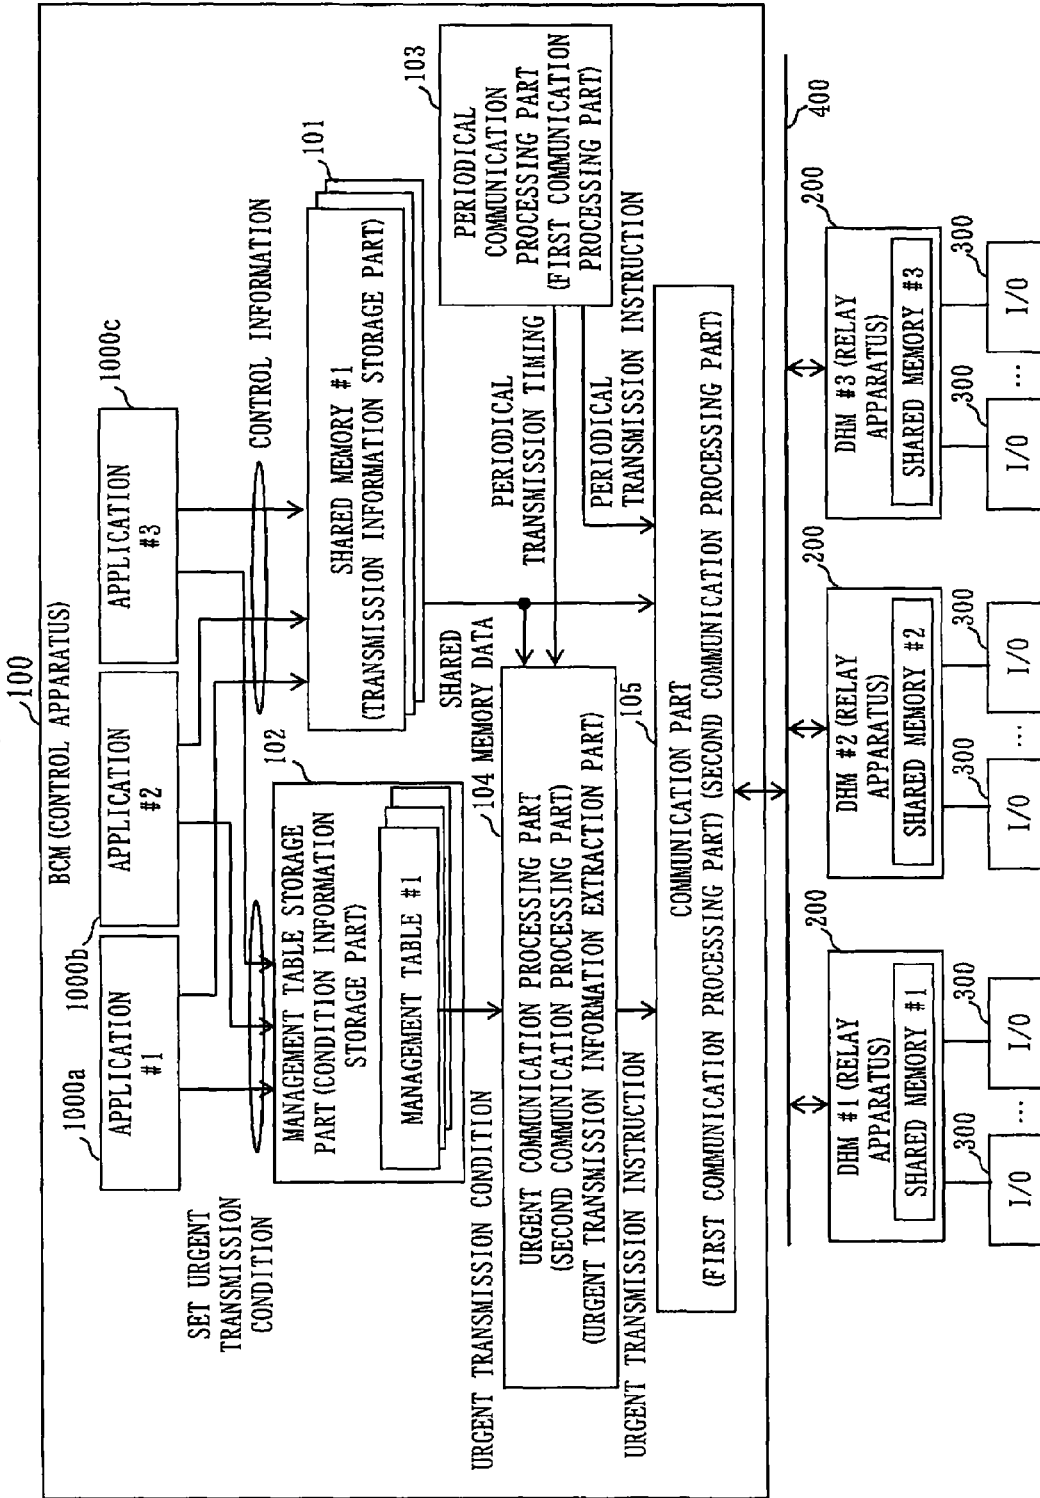 100
BCM(CONTROL APPARATUS)
1000a
APPLICATION
#1
1000b
APPLICATION
#2
1000c
APPLICATION
#3
SET URGENT
TRANSMISSION
CONDITION
CONTROL INFORMATION
102
MANAGEMENT TABLE STORAGE
PART(CONDITION INFORMATION
STORAGE PART)
MANAGEMENT TABLE #1
101
SHARED MEMORY #1
(TRANSMISSION INFORMATION STORAGE PART)
103
PERIODICAL
COMMUNICATION
PROCESSING PART
(FIRST COMMUNICATION
PROCESSING PART)
URGENT TRANSMISSION CONDITION
SHARED
MEMORY DATA
PERIODICAL
TRANSMISSION TIMING
104
URGENT COMMUNICATION PROCESSING PART
(SECOND COMMUNICATION PROCESSING PART)
(URGENT TRANSMISSION INFORMATION EXTRACTION PART)
PERIODICAL
TRANSMISSION INSTRUCTION
URGENT TRANSMISSION INSTRUCTION
105
COMMUNICATION PART
(FIRST COMMUNICATION PROCESSING PART) (SECOND COMMUNICATION PROCESSING PART)
400
200
DHM #1(RELAY
APPARATUS)
SHARED MEMORY #1
300
I/O
...
300
I/O
200
DHM #2(RELAY
APPARATUS)
SHARED MEMORY #2
300
I/O
...
300
I/O
200
DHM #3(RELAY
APPARATUS)
SHARED MEMORY #3
300
I/O
...
300
I/O